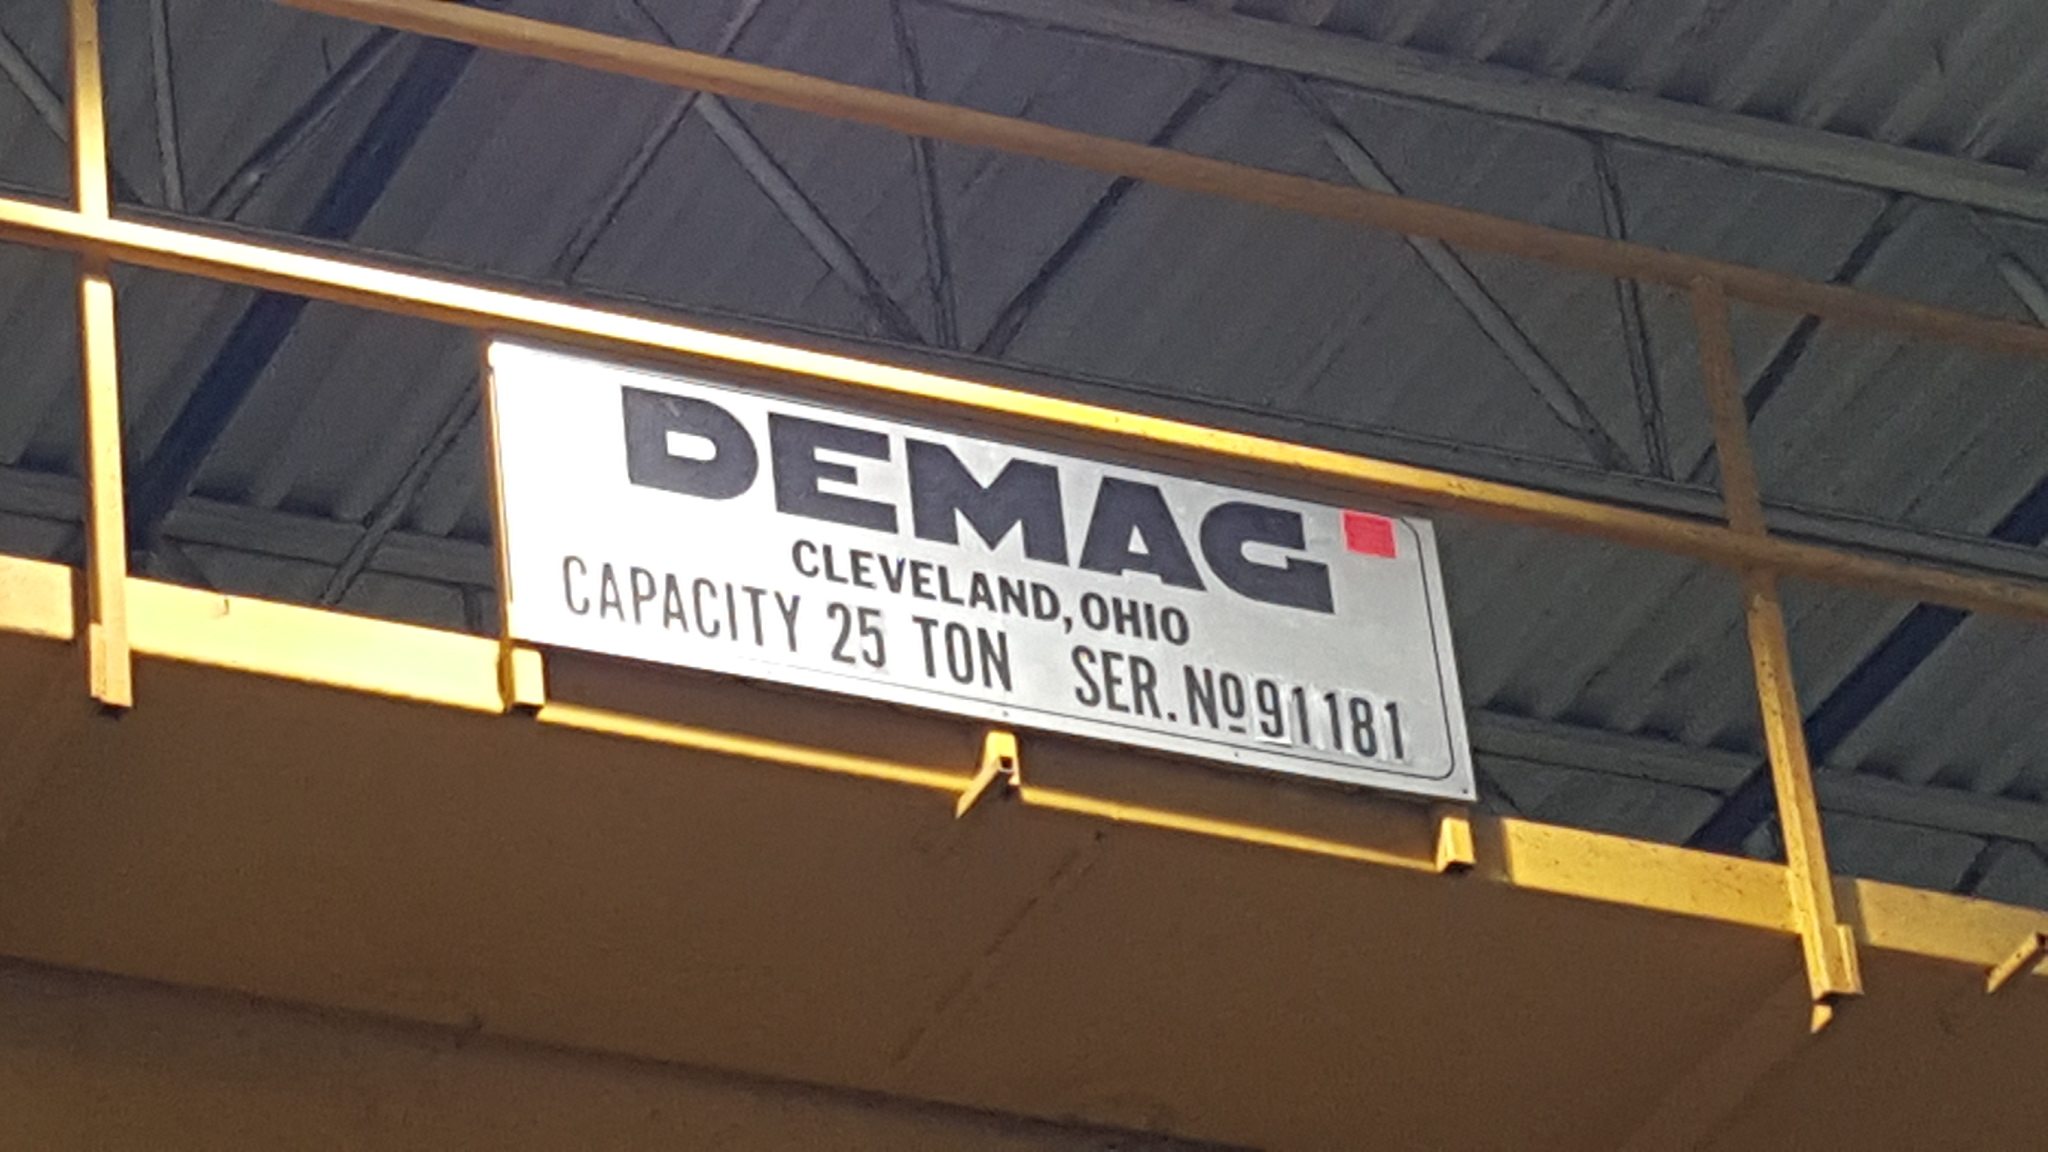 DEMAG
CLEVELAND, OHIO
CAPACITY 25 TON SER. Nº 91181